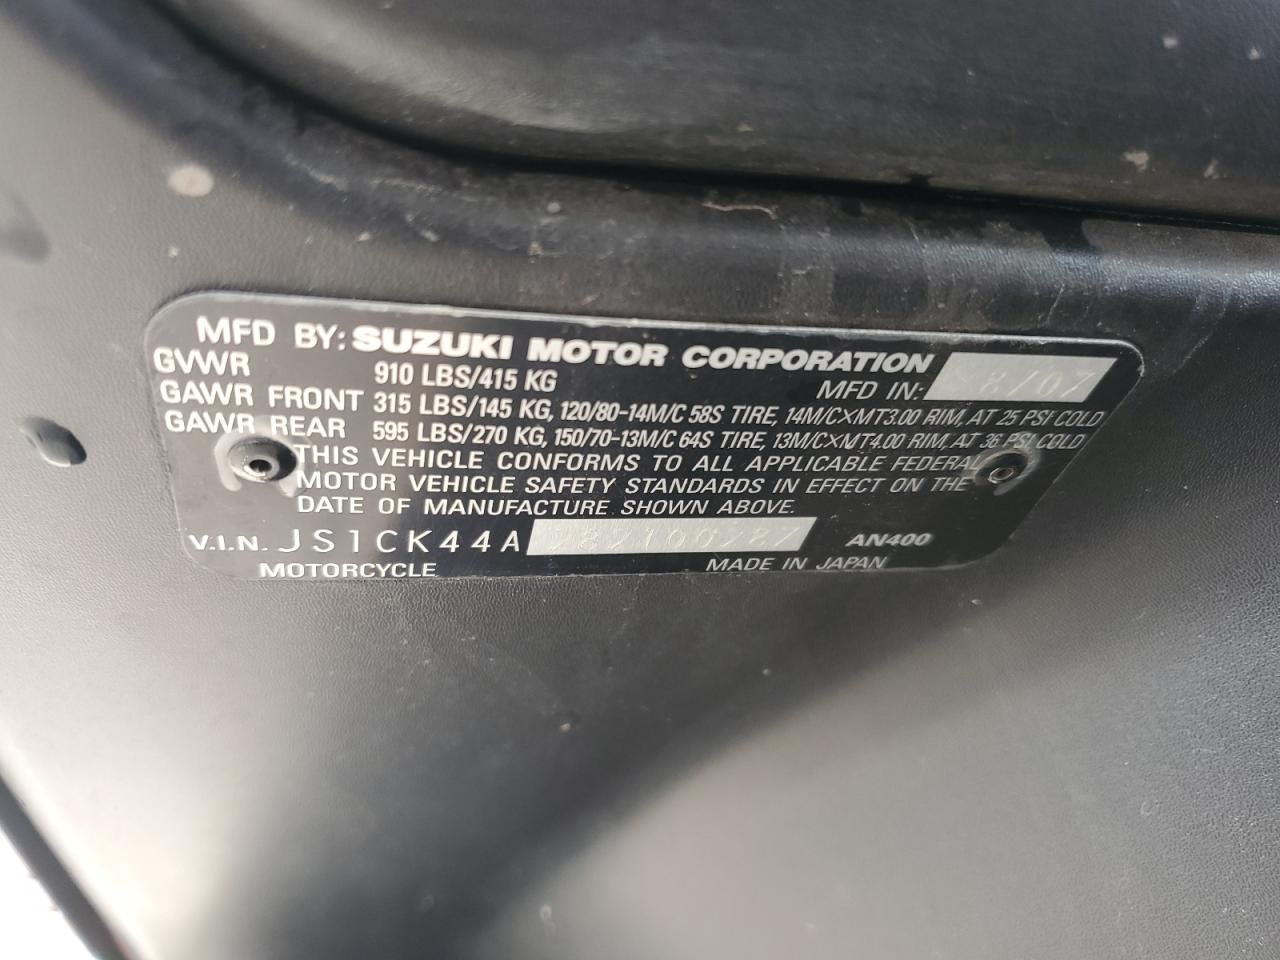 MFD BY: SUZUKI MOTOR CORPORATION
MFD IN: 8/07
GVWR 910 LBS/415 KG
GAWR FRONT 315 LBS/145 KG, 120/80-14M/C 58S TIRE, 14M/C×MT3.00 RIM, AT 25 PSI COLD
GAWR REAR 595 LBS/270 KG, 150/70-13M/C 64S TIRE, 13M/C×MT4.00 RIM, AT 36 PSI COLD
THIS VEHICLE CONFORMS TO ALL APPLICABLE FEDERAL
MOTOR VEHICLE SAFETY STANDARDS IN EFFECT ON THE
DATE OF MANUFACTURE SHOWN ABOVE.
V.I.N. JS1CK44A AN400
MOTORCYCLE MADE IN JAPAN